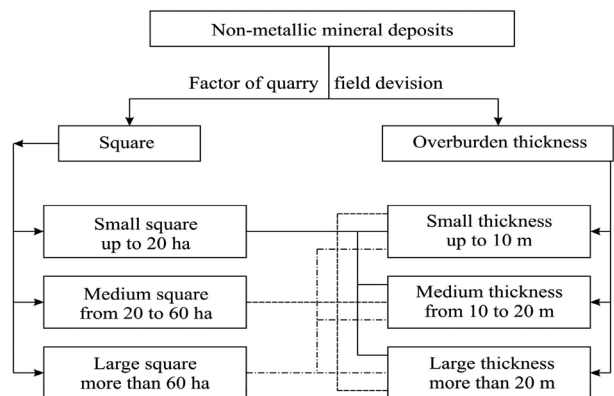 Non-metallic mineral deposits
Factor of quarry field devision
Square
Overburden thickness
Small square
up to 20 ha
Small thickness
up to 10 m
Medium square
from 20 to 60 ha
Medium thickness
from 10 to 20 m
Large square
more than 60 ha
Large thickness
more than 20 m